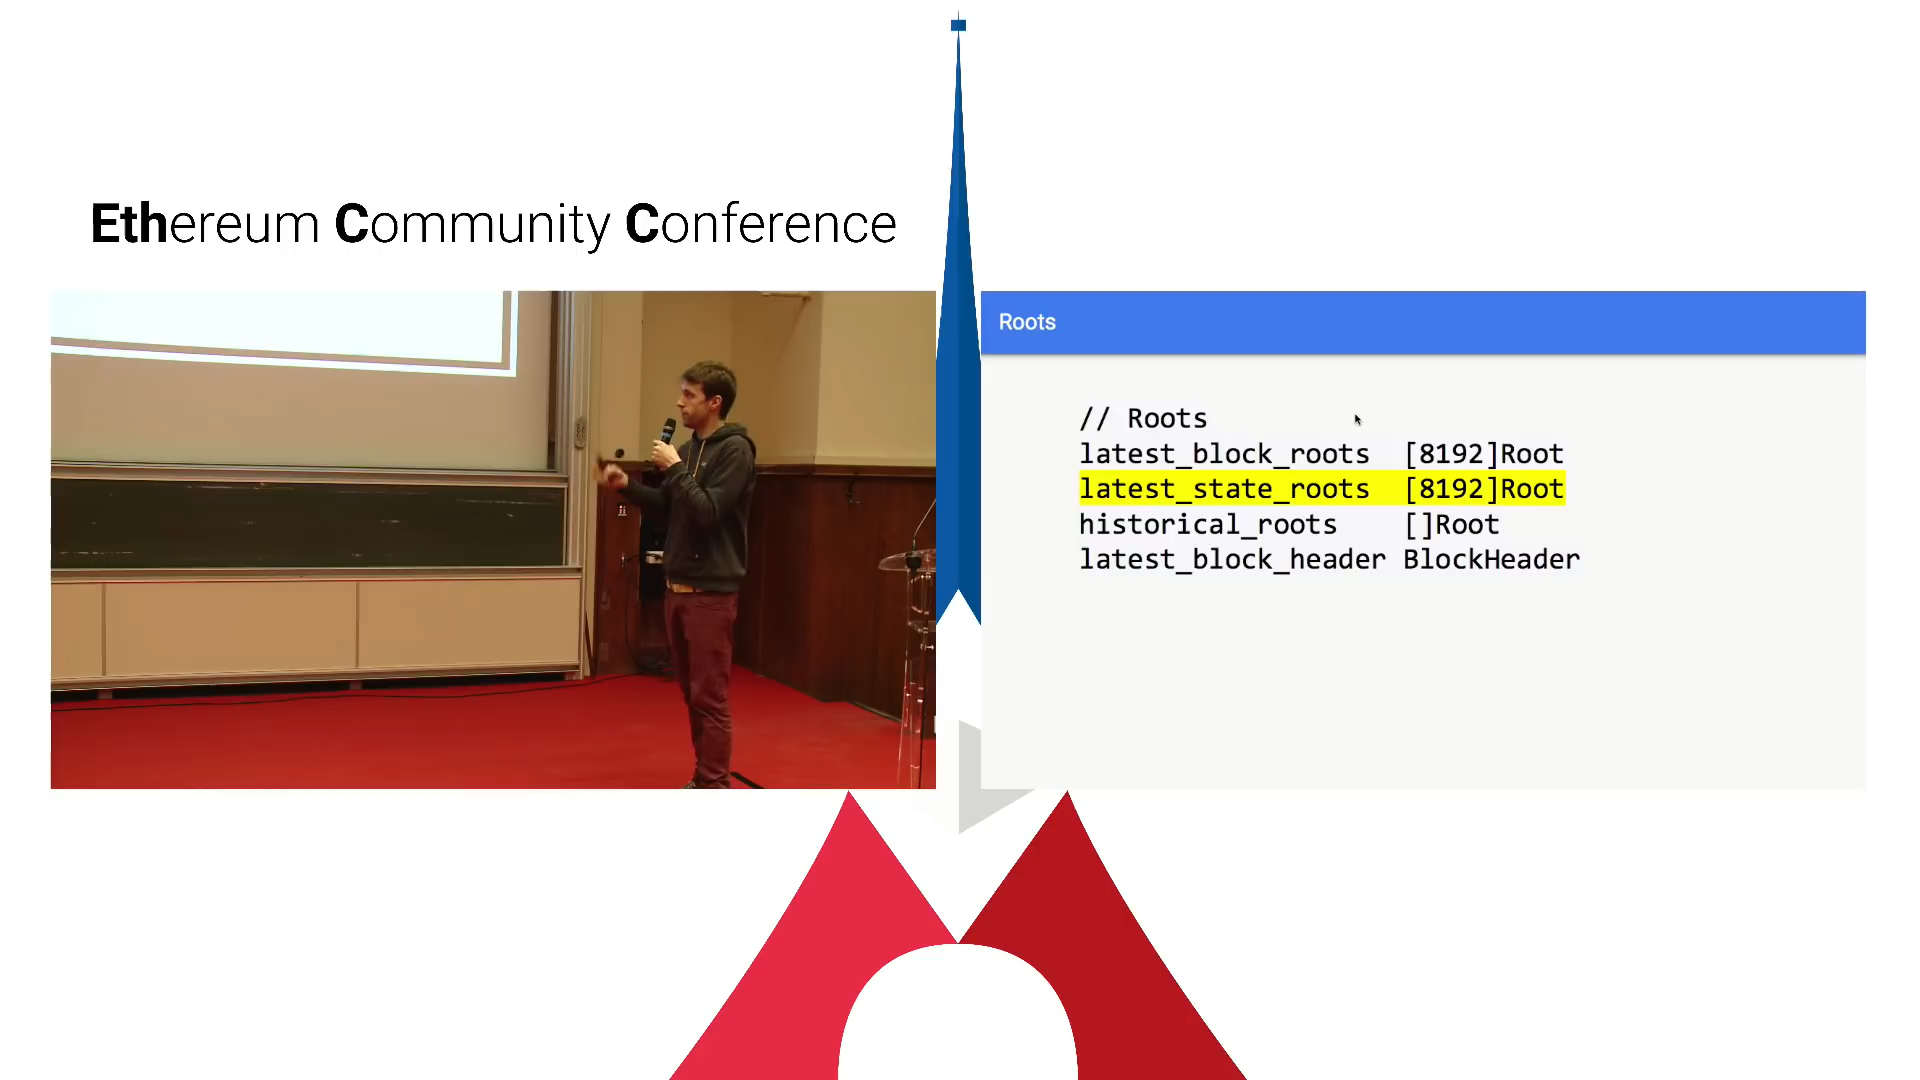 Ethereum Community Conference
Roots
// Roots
latest_block_roots [8192]Root
latest_state_roots [8192]Root
historical_roots []Root
latest_block_header BlockHeader